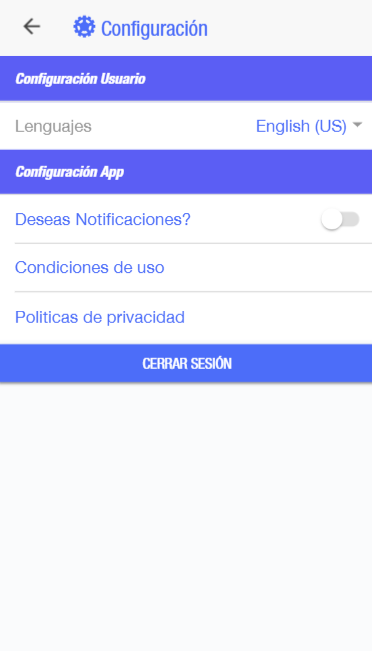 Configuración
Configuración Usuario
Lenguajes English (US)
Configuración App
Deseas Notificaciones?
Condiciones de uso
Politicas de privacidad
CERRAR SESIÓN